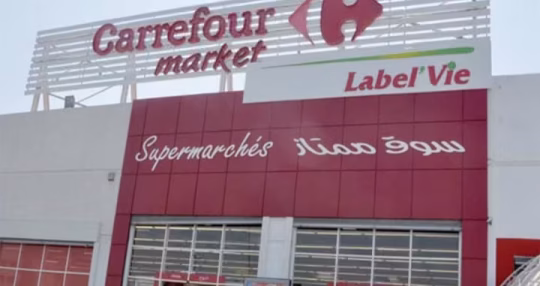 Carrefour
market
Label'Vie
Supermarchés سوق ممتاز